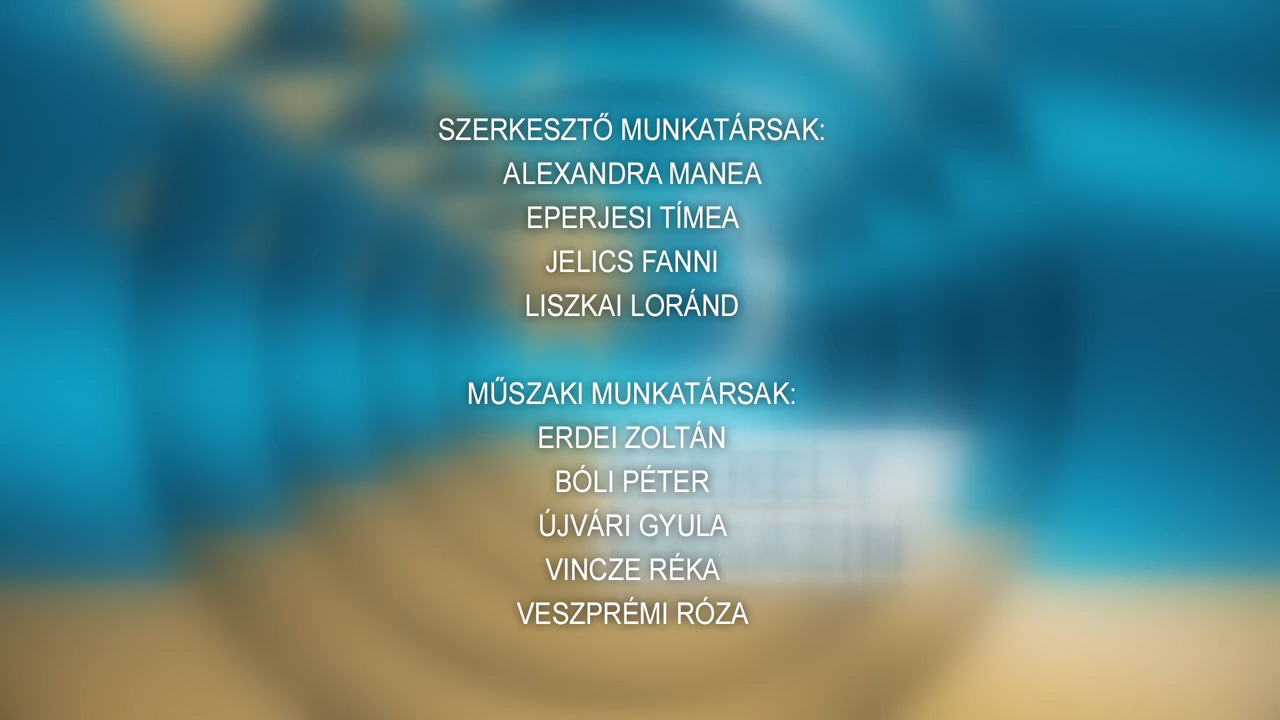 SZERKESZTŐ MUNKATÁRSAK:
ALEXANDRA MANEA
EPERJESI TÍMEA
JELICS FANNI
LISZKAI LORÁND
MŰSZAKI MUNKATÁRSAK:
ERDEI ZOLTÁN
BÓLI PÉTER
ÚJVÁRI GYULA
VINCZE RÉKA
VESZPRÉMI RÓZA